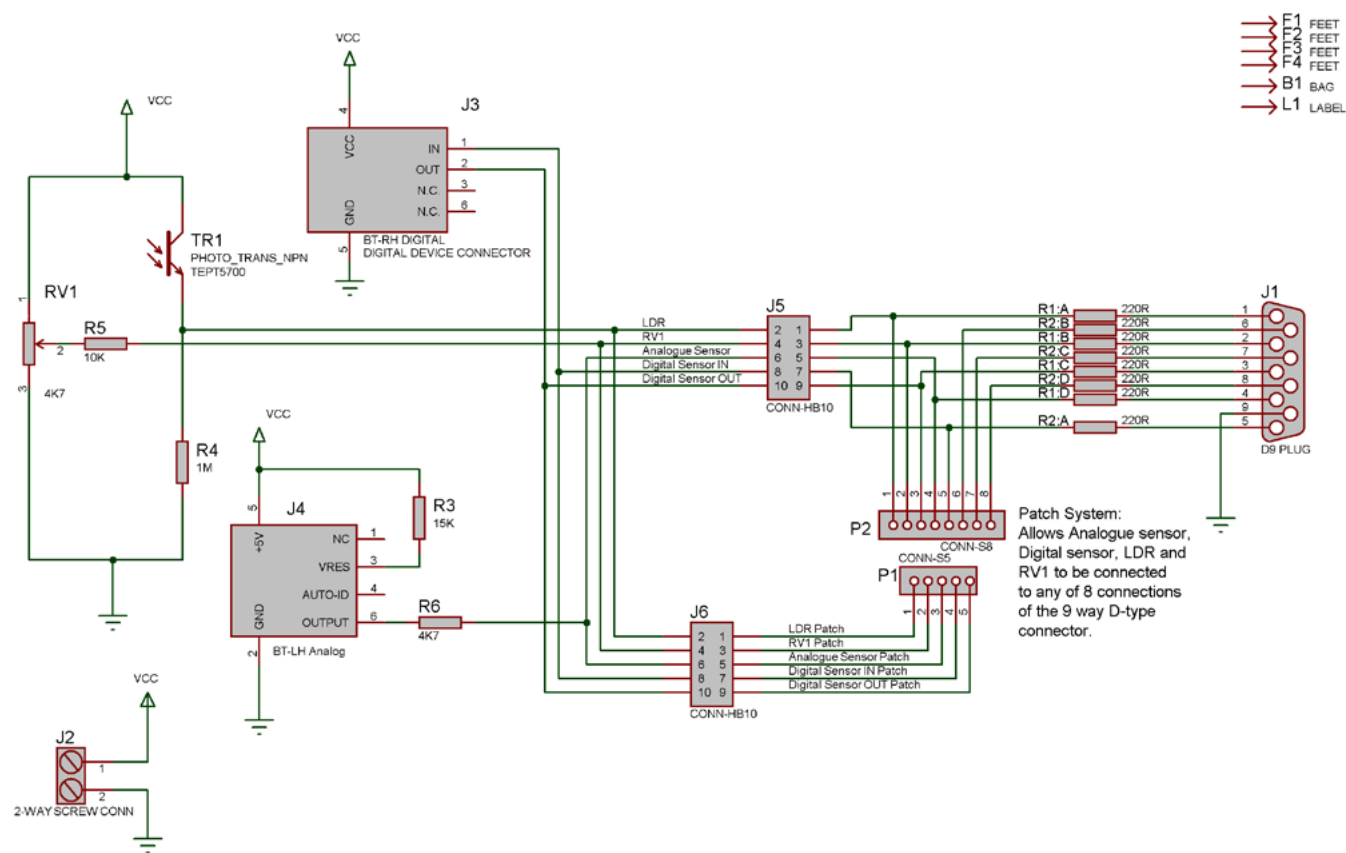 F1 FEET
F2 FEET
F3 FEET
F4 FEET
B1 BAG
L1 LABEL
VCC
VCC
J3
4
VCC
IN 1
OUT 2
N.C. 3
N.C. 6
GND
5
BT-RH DIGITAL
DIGITAL DEVICE CONNECTOR
TR1
PHOTO_TRANS_NPN
TEPT5700
1
RV1
2
3
4K7
R5
10K
R4
1M
LDR
RV1
Analogue Sensor
Digital Sensor IN
Digital Sensor OUT
J5
2 1
4 3
6 5
8 7
10 9
CONN-HB10
R1:A 220R 1
R2:B 220R 6
R1:B 220R 2
R2:C 220R 7
R1:C 220R 3
R2:D 220R 8
R1:D 220R 4
9
R2:A 220R 5
J1
D9 PLUG
VCC
J4
5
+5V
NC 1
VRES 3
AUTO-ID 4
OUTPUT 6
GND
2
BT-LH Analog
R3
15K
R6
4K7
1 2 3 4 5 6 7 8
P2
CONN-S8
CONN-S5
P1
1 2 3 4 5
Patch System:
Allows Analogue sensor,
Digital sensor, LDR and
RV1 to be connected
to any of 8 connections
of the 9 way D-type
connector.
J6
2 1
4 3
6 5
8 7
10 9
CONN-HB10
LDR Patch
RV1 Patch
Analogue Sensor Patch
Digital Sensor IN Patch
Digital Sensor OUT Patch
VCC
J2
1
2
2-WAY SCREW CONN